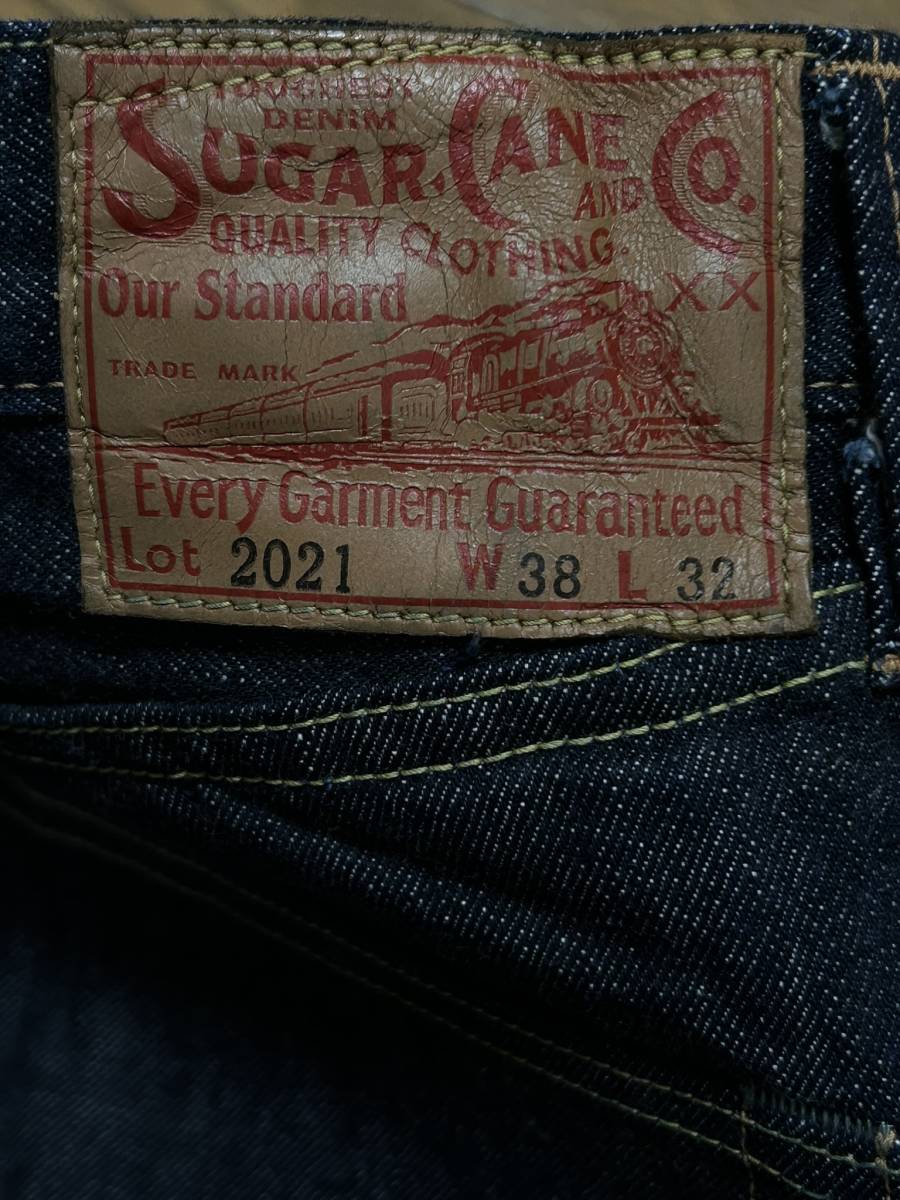 TOUGHEST
DENIM
SUGAR CANE AND CO.
QUALITY CLOTHING.
Our Standard XX
TRADE MARK
Every Garment Guaranteed
Lot 2021 W 38 L 32